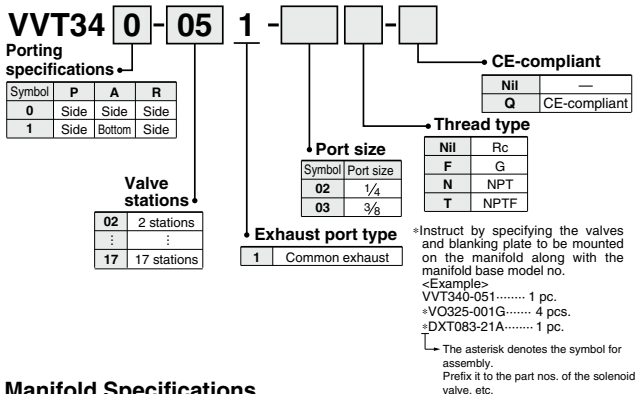 VVT34 0 - 05 1 - -
Porting
specifications
Symbol P A R
0 Side Side Side
1 Side Bottom Side
Valve
stations
02 2 stations
⋮ ⋮
17 17 stations
Exhaust port type
1 Common exhaust
Port size
Symbol Port size
02 1/4
03 3/8
Thread type
Nil Rc
F G
N NPT
T NPTF
CE-compliant
Nil —
Q CE-compliant
*Instruct by specifying the valves
and blanking plate to be mounted
on the manifold along with the
manifold base model no.
<Example>
VVT340-051········ 1 pc.
*VO325-001G······· 4 pcs.
*DXT083-21A········ 1 pc.
The asterisk denotes the symbol for
assembly.
Prefix it to the part nos. of the solenoid
valve, etc.
Manifold Specifications